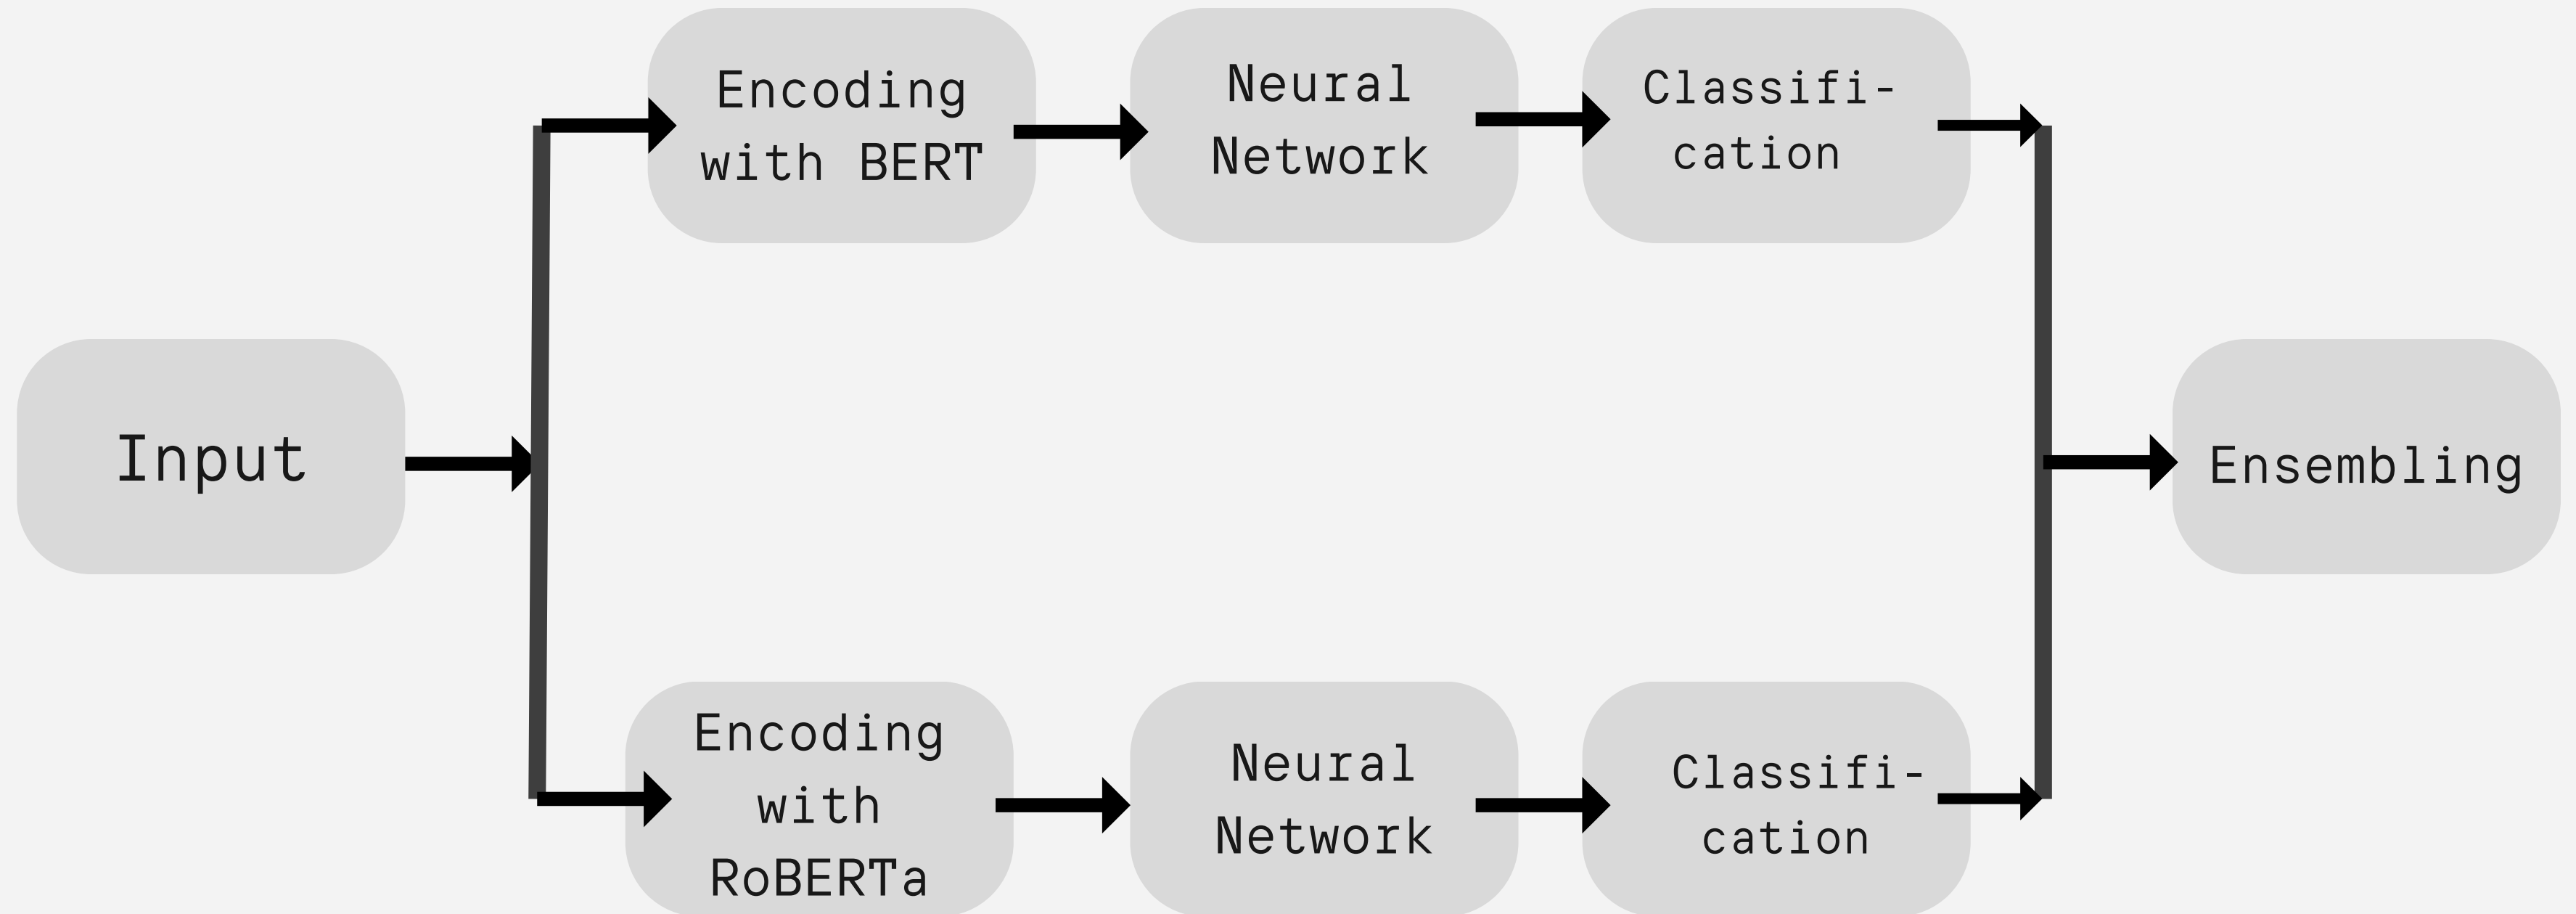 Input
Encoding
with BERT
Neural
Network
Classifi-
cation
Encoding
with
RoBERTa
Neural
Network
Classifi-
cation
Ensembling